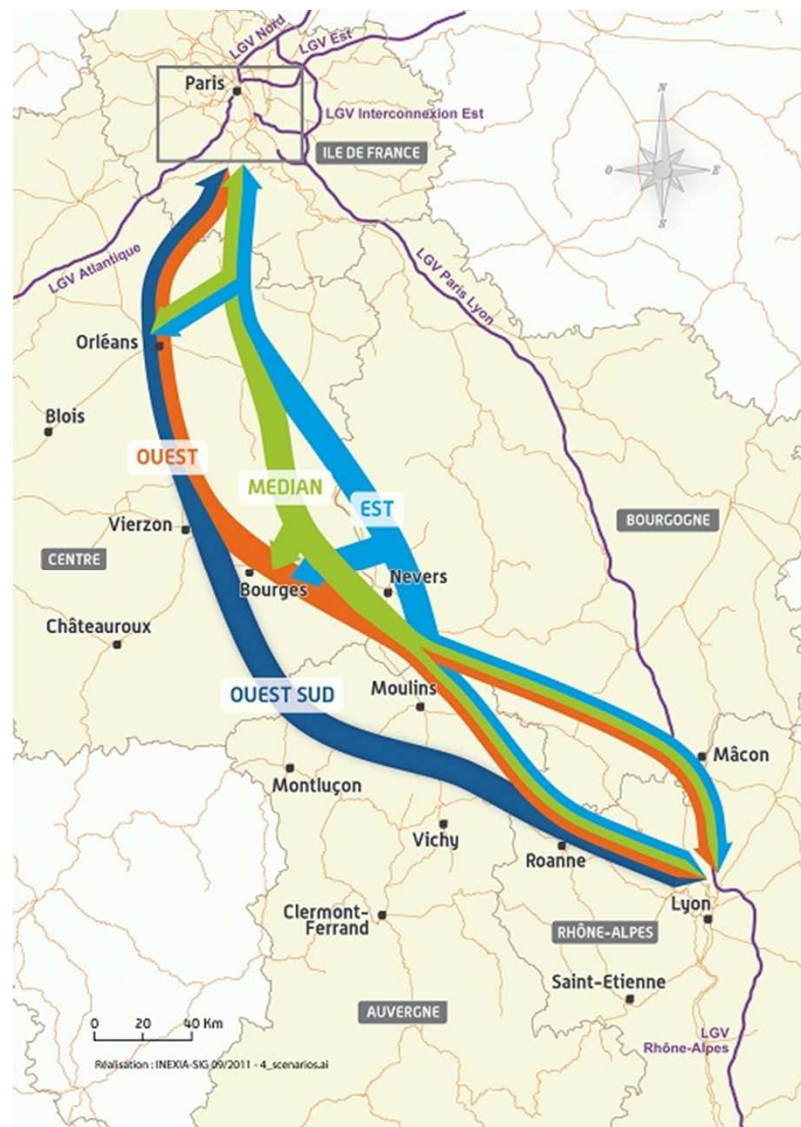 LGV Nord
LGV Est
Paris
LGV Interconnexion Est
ILE DE FRANCE
N
O
E
S
LGV Atlantique
LGV Paris Lyon
Orléans
Blois
OUEST
MEDIAN
EST
BOURGOGNE
Vierzon
CENTRE
Bourges
Nevers
Châteauroux
OUEST SUD
Moulins
Mâcon
Montluçon
Vichy
Roanne
Lyon
Clermont-
Ferrand
RHÔNE-ALPES
Saint-Etienne
AUVERGNE
0 20 40 Km
LGV
Rhône-Alpes
Réalisation : INEXIA-SIG 09/2011 - 4_scenarios.ai